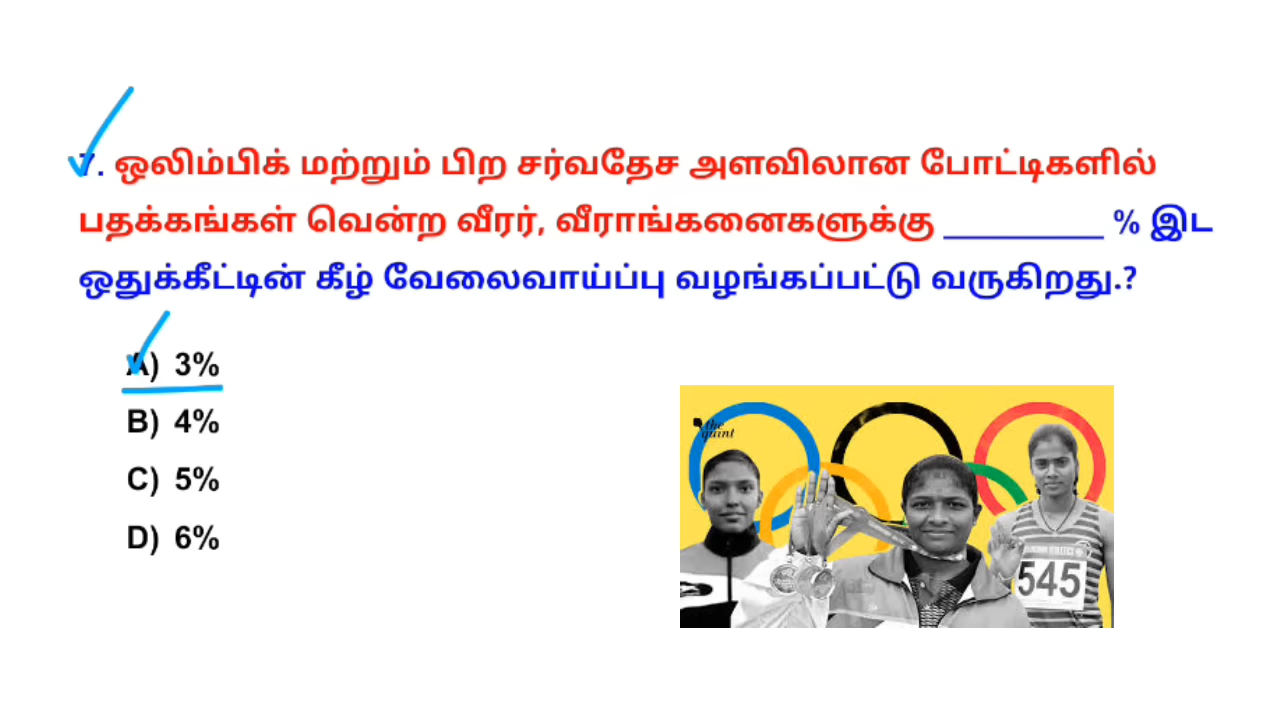 7. ஒலிம்பிக் மற்றும் பிற சர்வதேச அளவிலான போட்டிகளில்
பதக்கங்கள் வென்ற வீரர், வீராங்கனைகளுக்கு __________ % இட
ஒதுக்கீட்டின் கீழ் வேலைவாய்ப்பு வழங்கப்பட்டு வருகிறது.?
A) 3%
B) 4%
C) 5%
D) 6%
the
quint
545